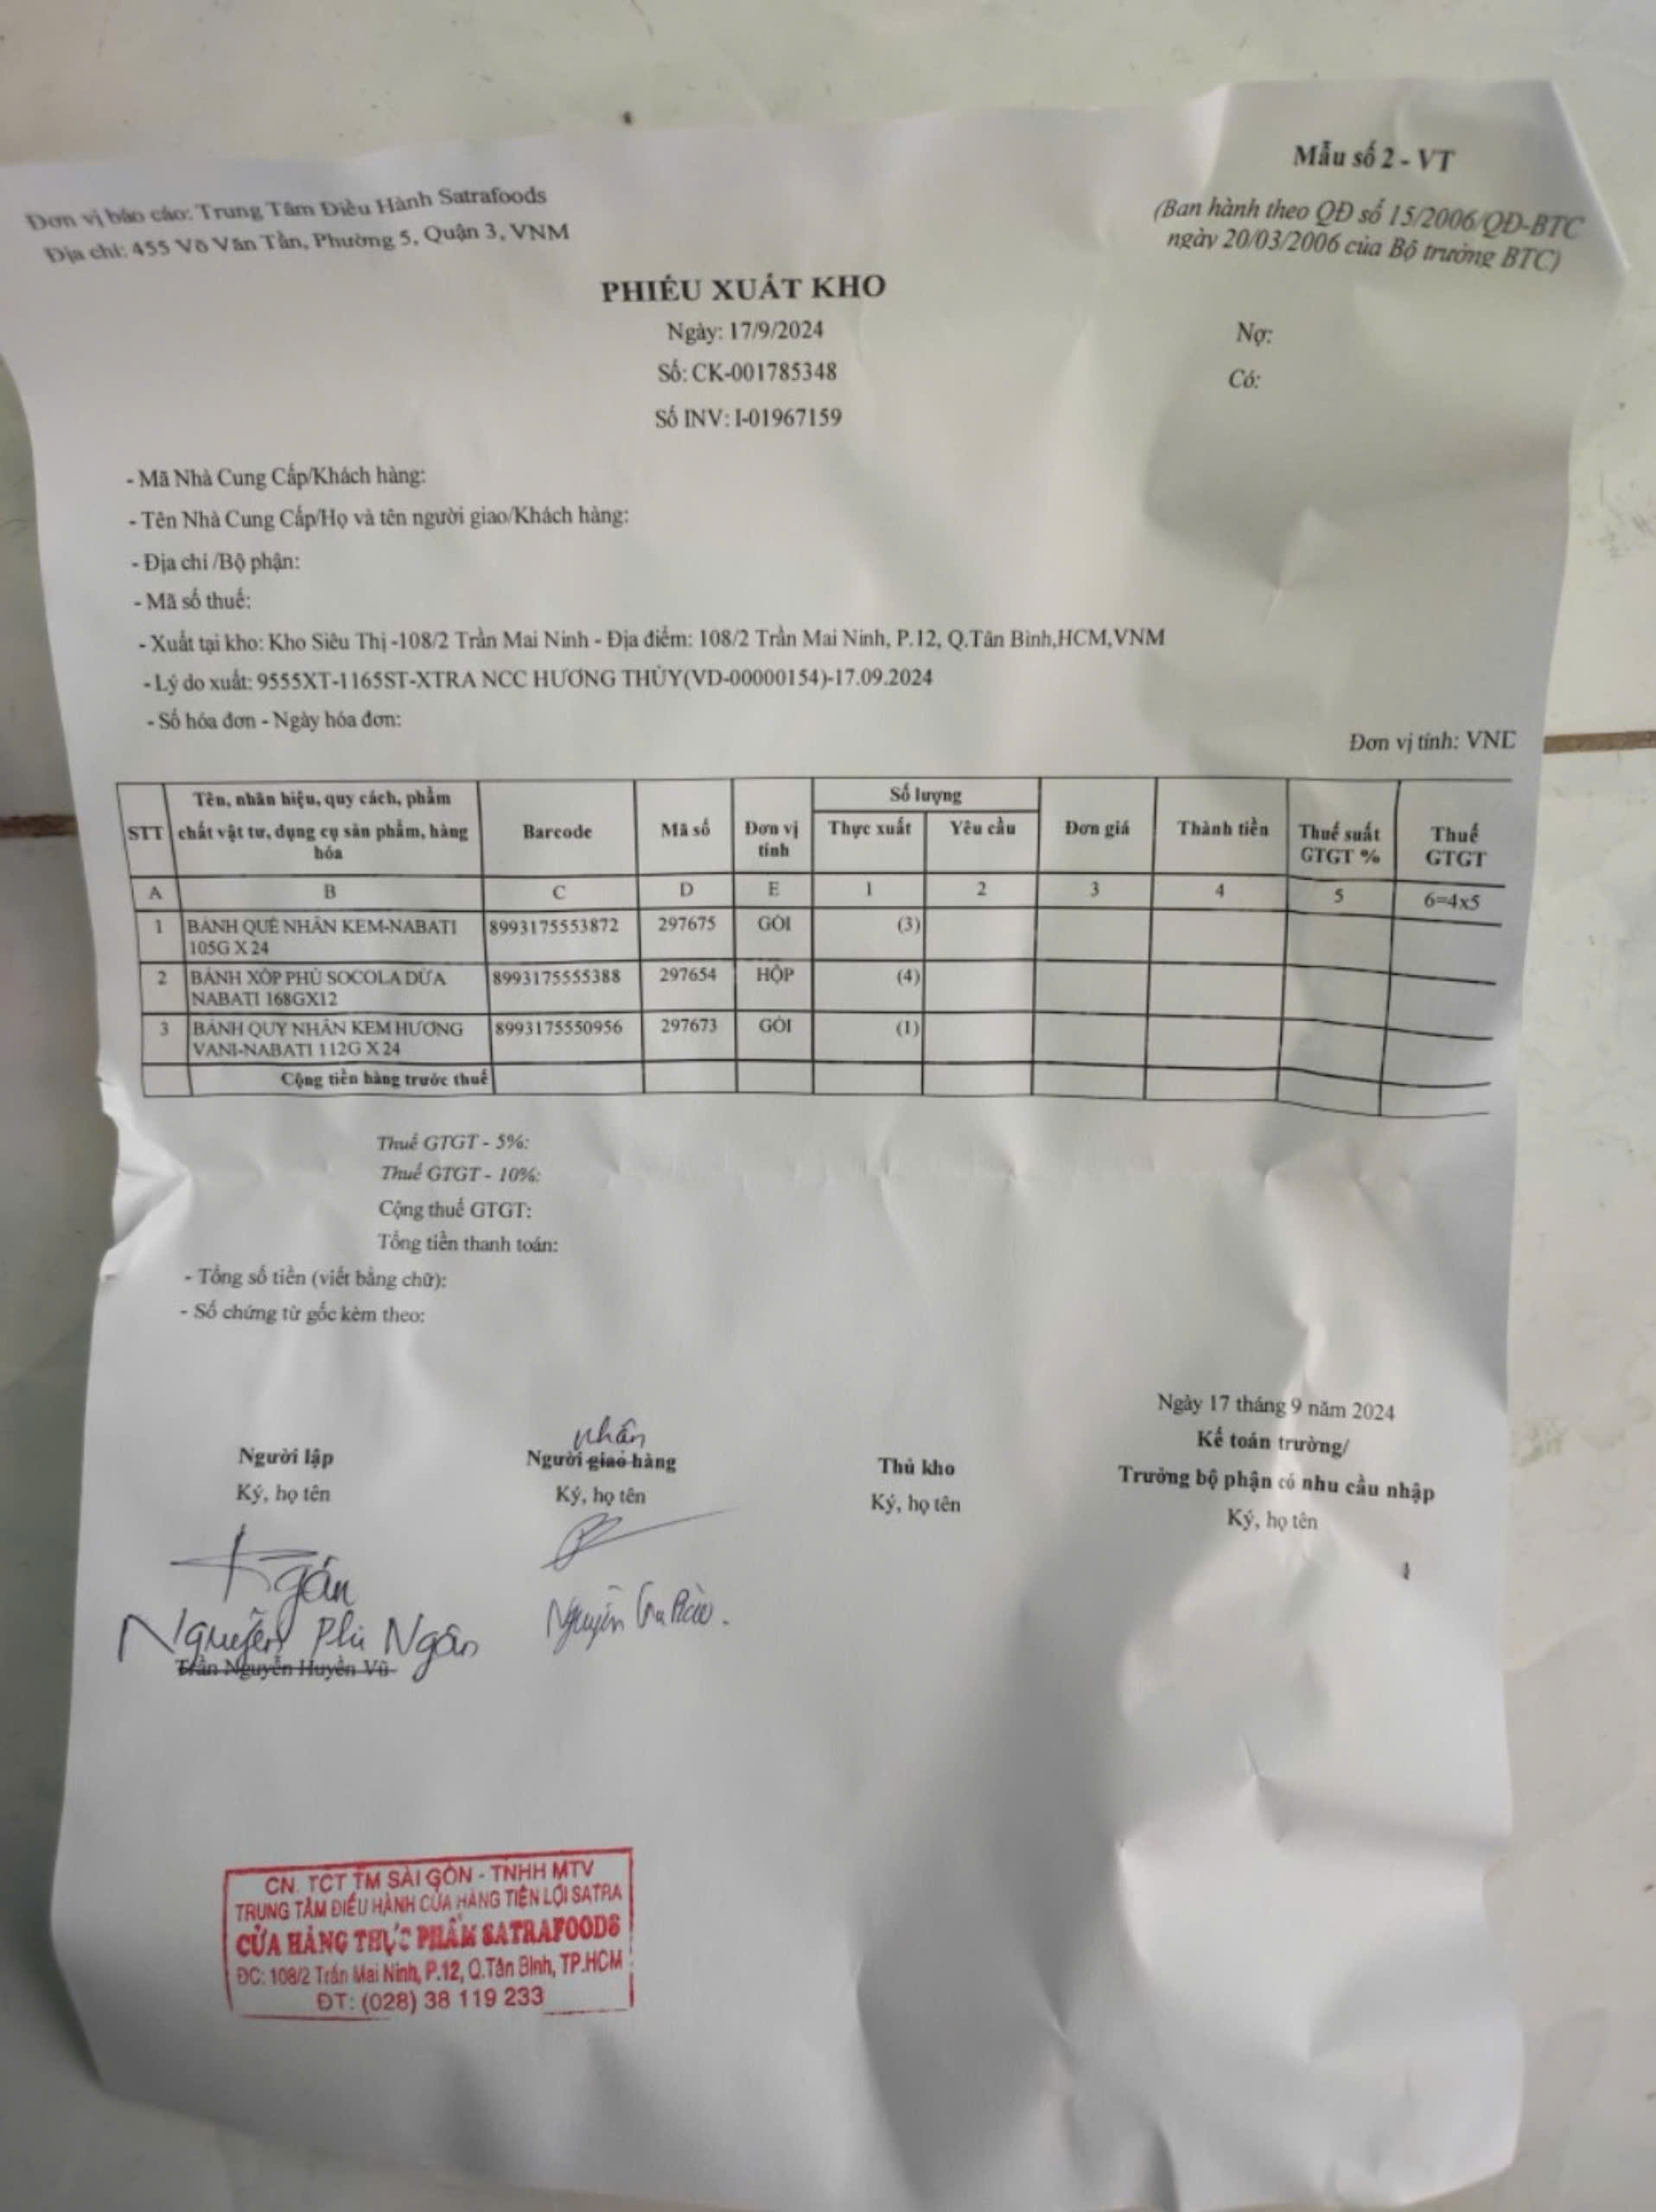 Mẫu số 2 - VT
Đơn vị báo cáo: Trung Tâm Điều Hành Satrafoods
(Ban hành theo QĐ số 15/2006/QĐ-BTC
Địa chỉ: 455 Võ Văn Tần, Phường 5, Quận 3, VNM
ngày 20/03/2006 của Bộ trưởng BTC)
PHIẾU XUẤT KHO
Ngày: 17/9/2024
Nợ:
Số: CK-001785348
Có:
Số INV: I-01967159
- Mã Nhà Cung Cấp/Khách hàng:
- Tên Nhà Cung Cấp/Họ và tên người giao/Khách hàng:
- Địa chỉ /Bộ phận:
- Mã số thuế:
- Xuất tại kho: Kho Siêu Thị -108/2 Trần Mai Ninh - Địa điểm: 108/2 Trần Mai Ninh, P.12, Q.Tân Bình,HCM,VNM
- Lý do xuất: 9555XT-1165ST-XTRA NCC HƯƠNG THỦY(VD-00000154)-17.09.2024
- Số hóa đơn - Ngày hóa đơn:
Đơn vị tính: VNĐ
STT Tên, nhãn hiệu, quy cách, phẩm chất vật tư, dụng cụ sản phẩm, hàng hóa Barcode Mã số Đơn vị tính Số lượng Thực xuất Yêu cầu Đơn giá Thành tiền Thuế suất GTGT % Thuế GTGT
A B C D E 1 2 3 4 5 6=4x5
1 BÁNH QUẾ NHÂN KEM-NABATI 8993175553872 297675 GÓI (3)
105G X 24
2 BÁNH XỐP PHỦ SOCOLA DỪA 8993175555388 297654 HỘP (4)
NABATI 168GX12
3 BÁNH QUY NHÂN KEM HƯƠNG 8993175550956 297673 GÓI (1)
VANI-NABATI 112G X 24
Cộng tiền hàng trước thuế
Thuế GTGT - 5%:
Thuế GTGT - 10%:
Cộng thuế GTGT:
Tổng tiền thanh toán:
- Tổng số tiền (viết bằng chữ):
- Số chứng từ gốc kèm theo:
Ngày 17 tháng 9 năm 2024
nhấn
Người lập Người giao hàng Thủ kho Kế toán trưởng/
Trưởng bộ phận có nhu cầu nhập
Ký, họ tên Ký, họ tên Ký, họ tên Ký, họ tên
Ngân
Nguyễn Phú Ngân
Nguyễn
Trần Nguyễn Huyền Vũ
CN. TCT TM SÀI GÒN - TNHH MTV
TRUNG TÂM ĐIỀU HÀNH CỬA HÀNG TIỆN LỢI SATRA
CỬA HÀNG THỰC PHẨM SATRAFOODS
ĐC: 108/2 Trần Mai Ninh, P.12, Q.Tân Bình, TP.HCM
ĐT: (028) 38 119 233